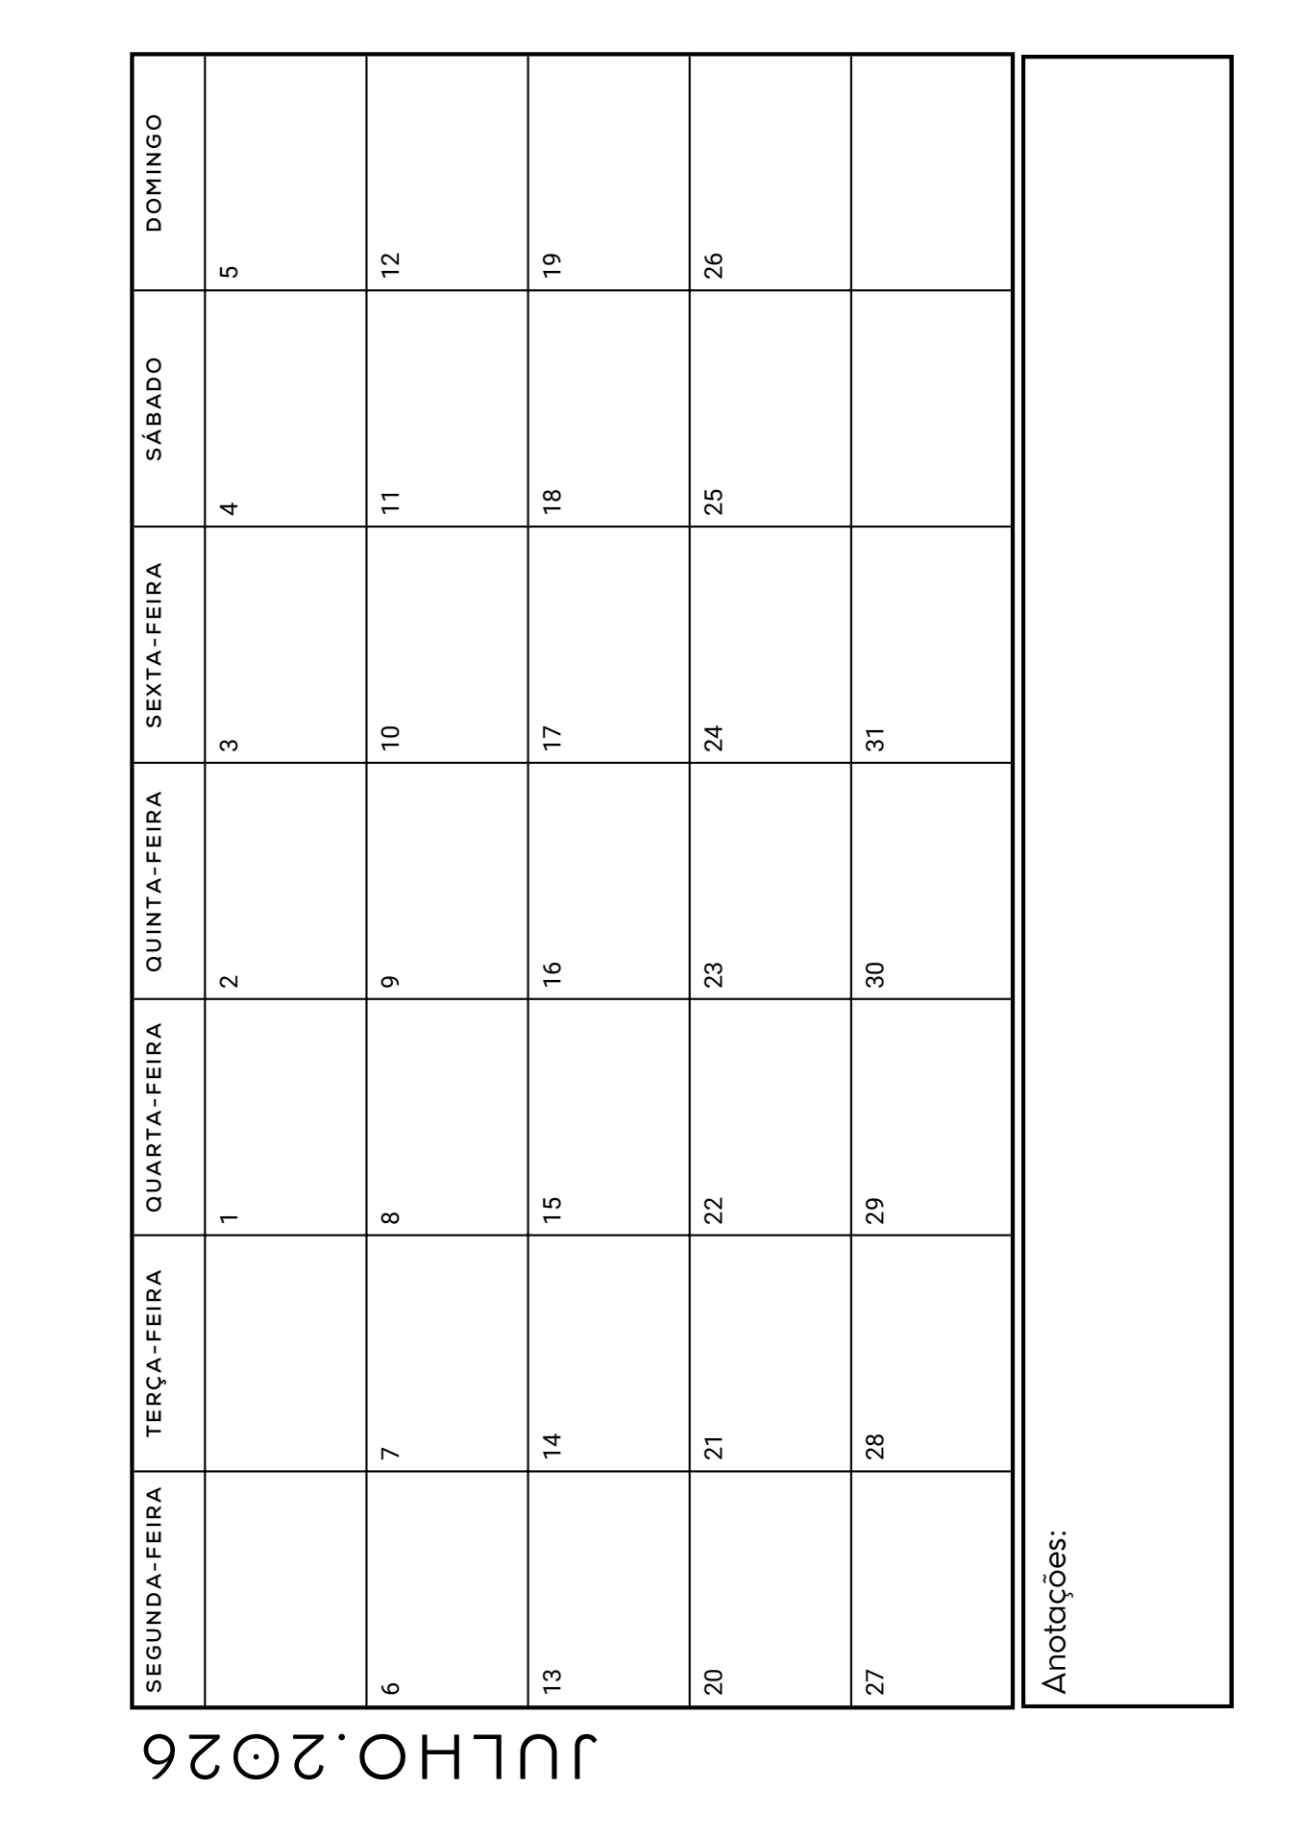 JULHO.2026
SEGUNDA-FEIRA TERÇA-FEIRA QUARTA-FEIRA QUINTA-FEIRA SEXTA-FEIRA SÁBADO DOMINGO
1 2 3 4 5
6 7 8 9 10 11 12
13 14 15 16 17 18 19
20 21 22 23 24 25 26
27 28 29 30 31
Anotações: